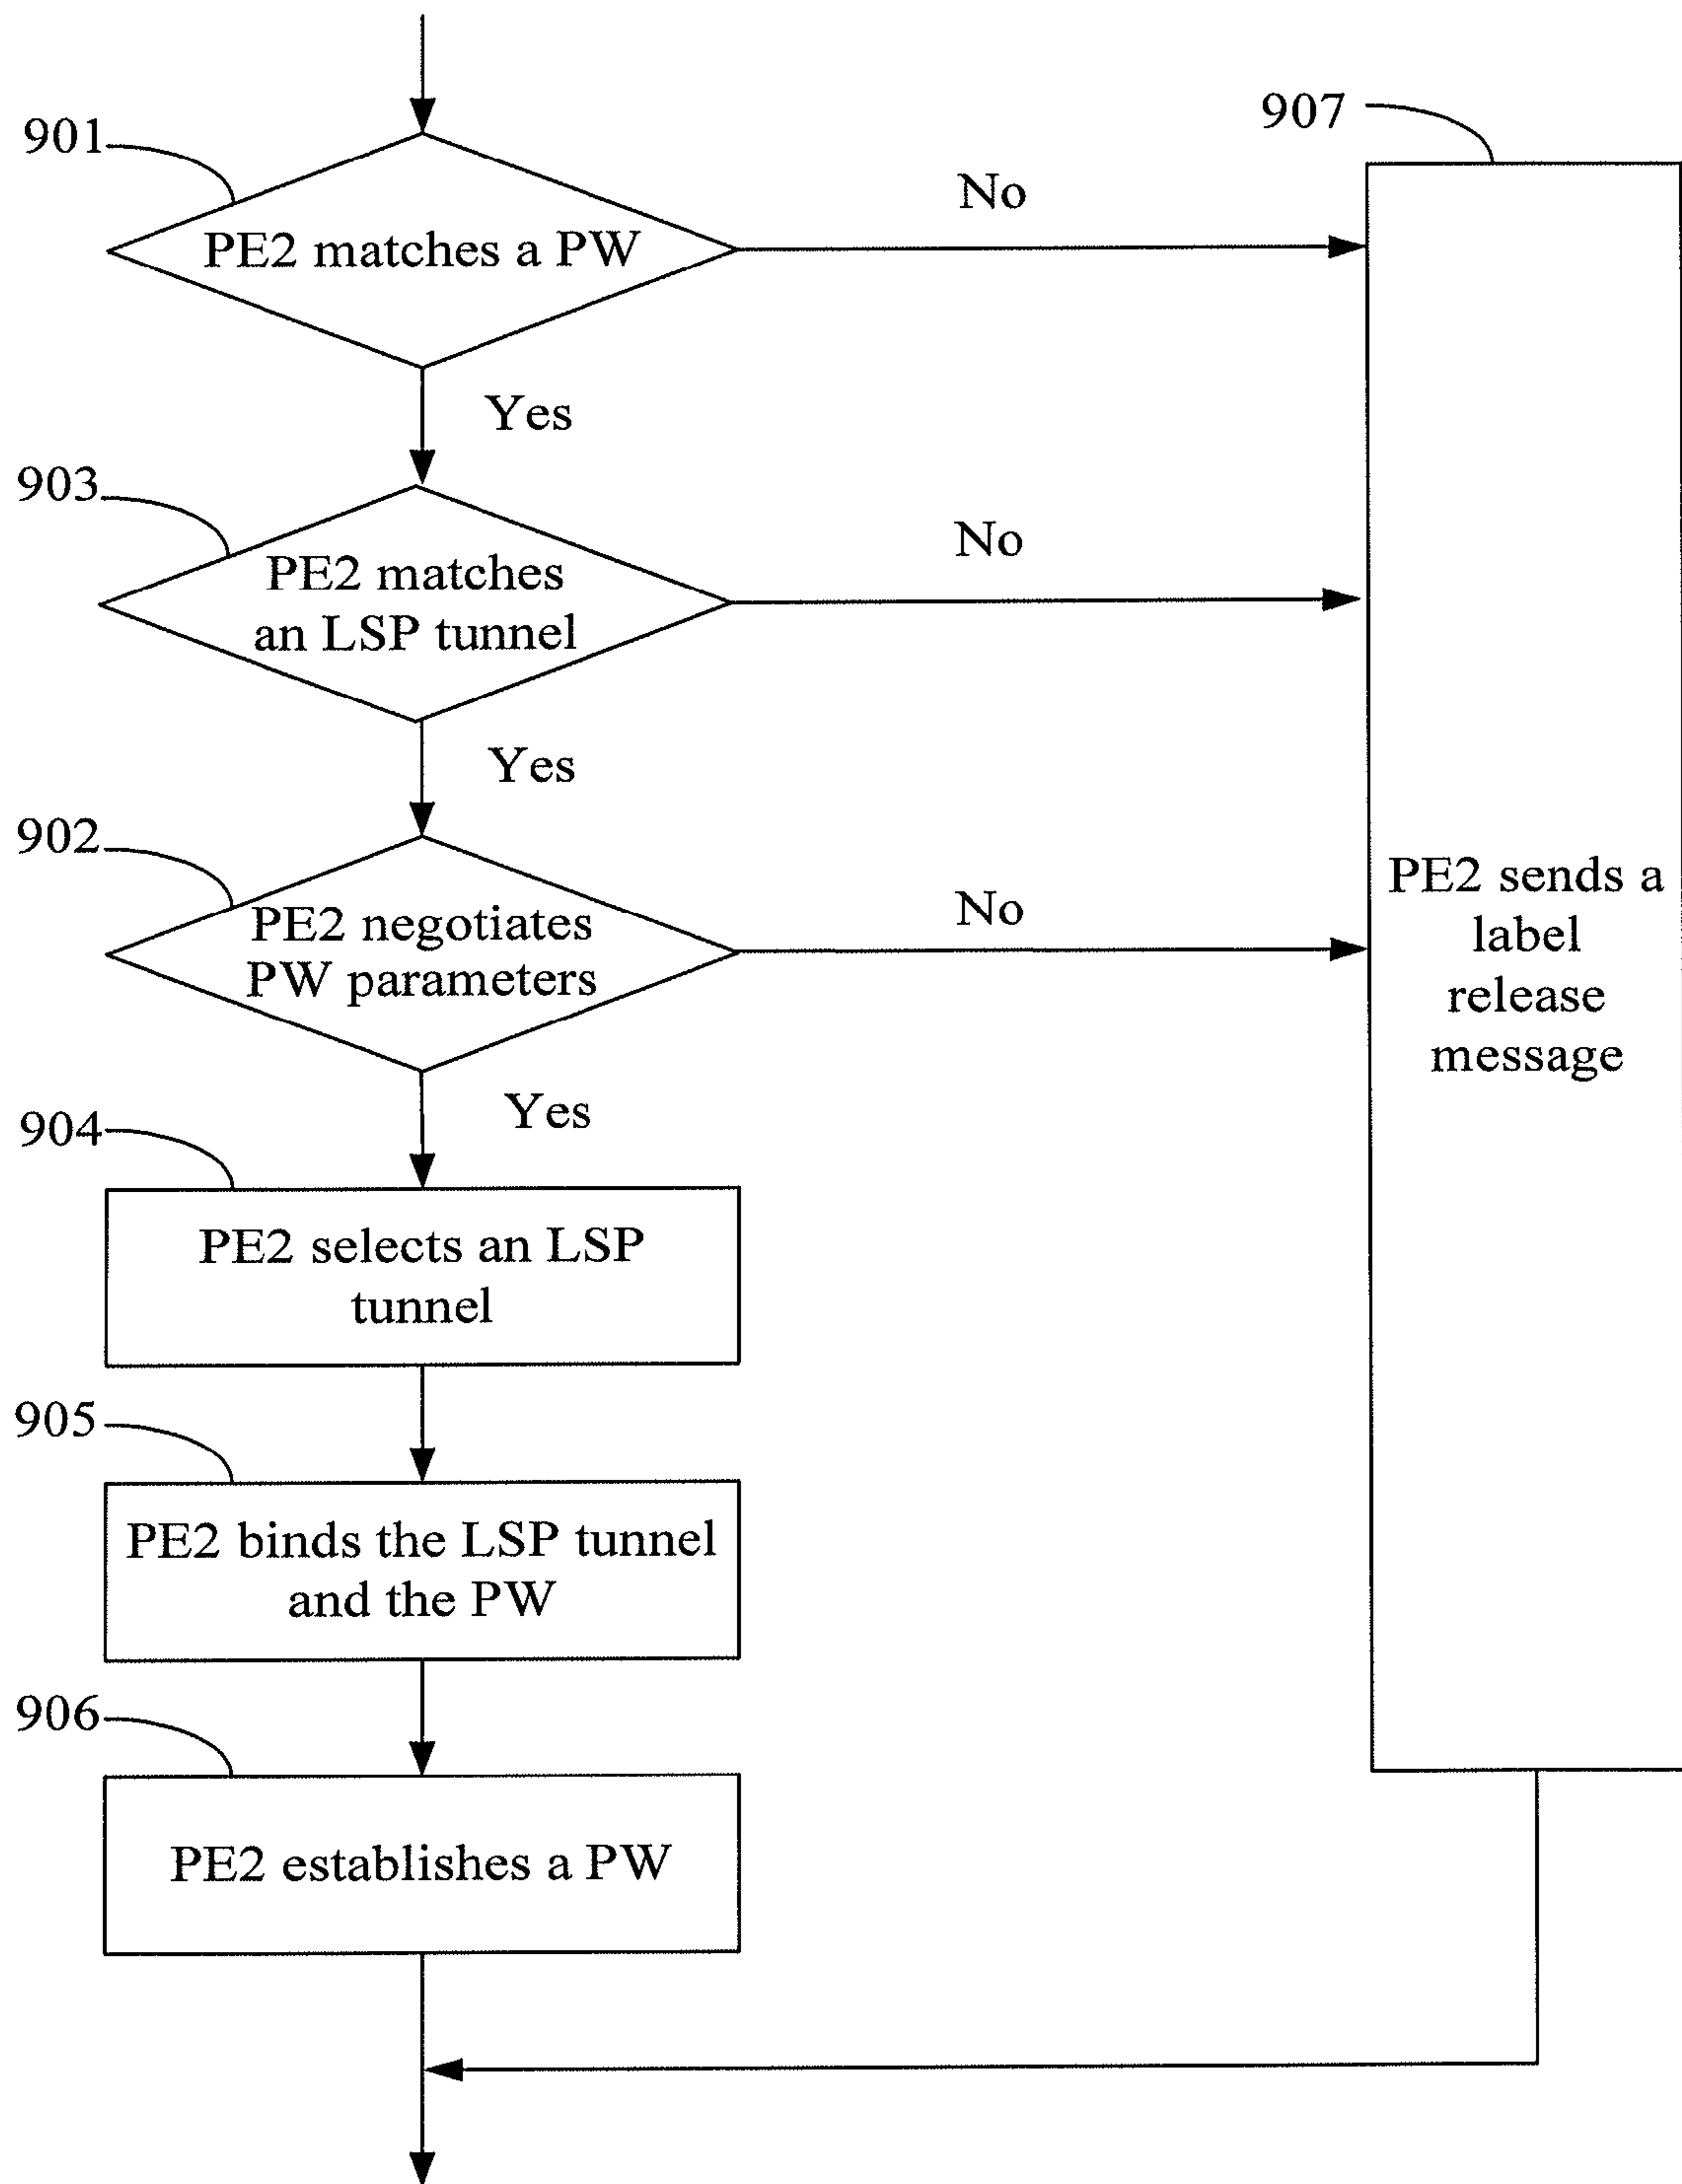 907
901
No
PE2 matches a PW
Yes
903
No
PE2 matches
an LSP tunnel
Yes
902
No
PE2 negotiates
PW parameters
PE2 sends a
label
release
message
Yes
904
PE2 selects an LSP
tunnel
905
PE2 binds the LSP tunnel
and the PW
906
PE2 establishes a PW